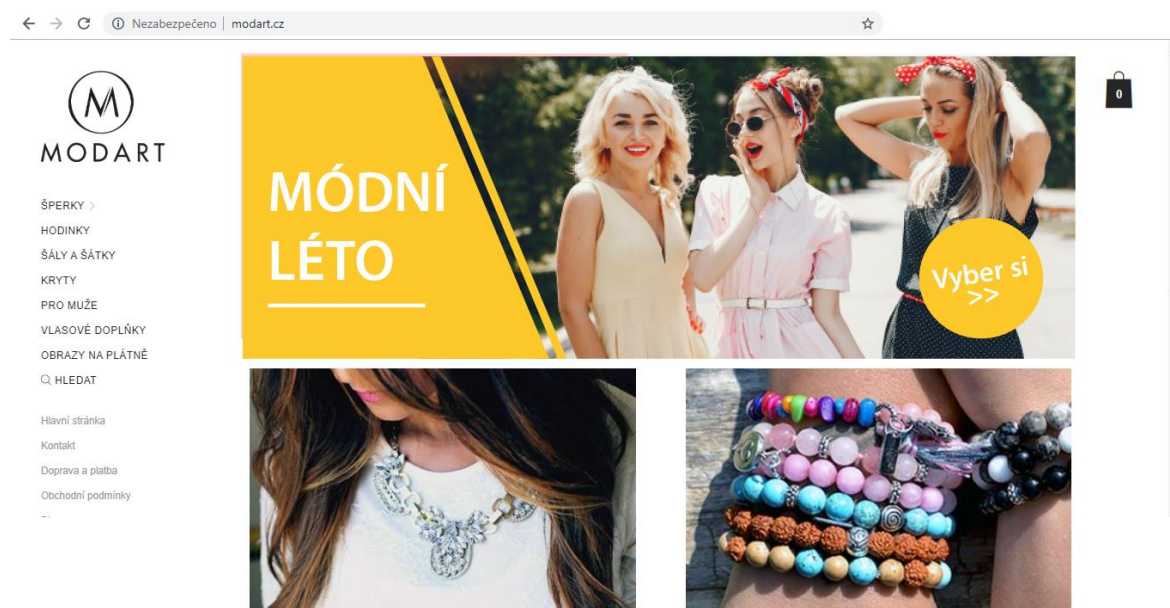 Nezabezpečeno | modart.cz
M
MODART
0
MÓDNÍ
LÉTO
Vyber si
>>
ŠPERKY >
HODINKY
ŠÁLY A ŠÁTKY
KRYTY
PRO MUŽE
VLASOVÉ DOPLŇKY
OBRAZY NA PLÁTNĚ
HLEDAT
Hlavní stránka
Kontakt
Doprava a platba
Obchodní podmínky